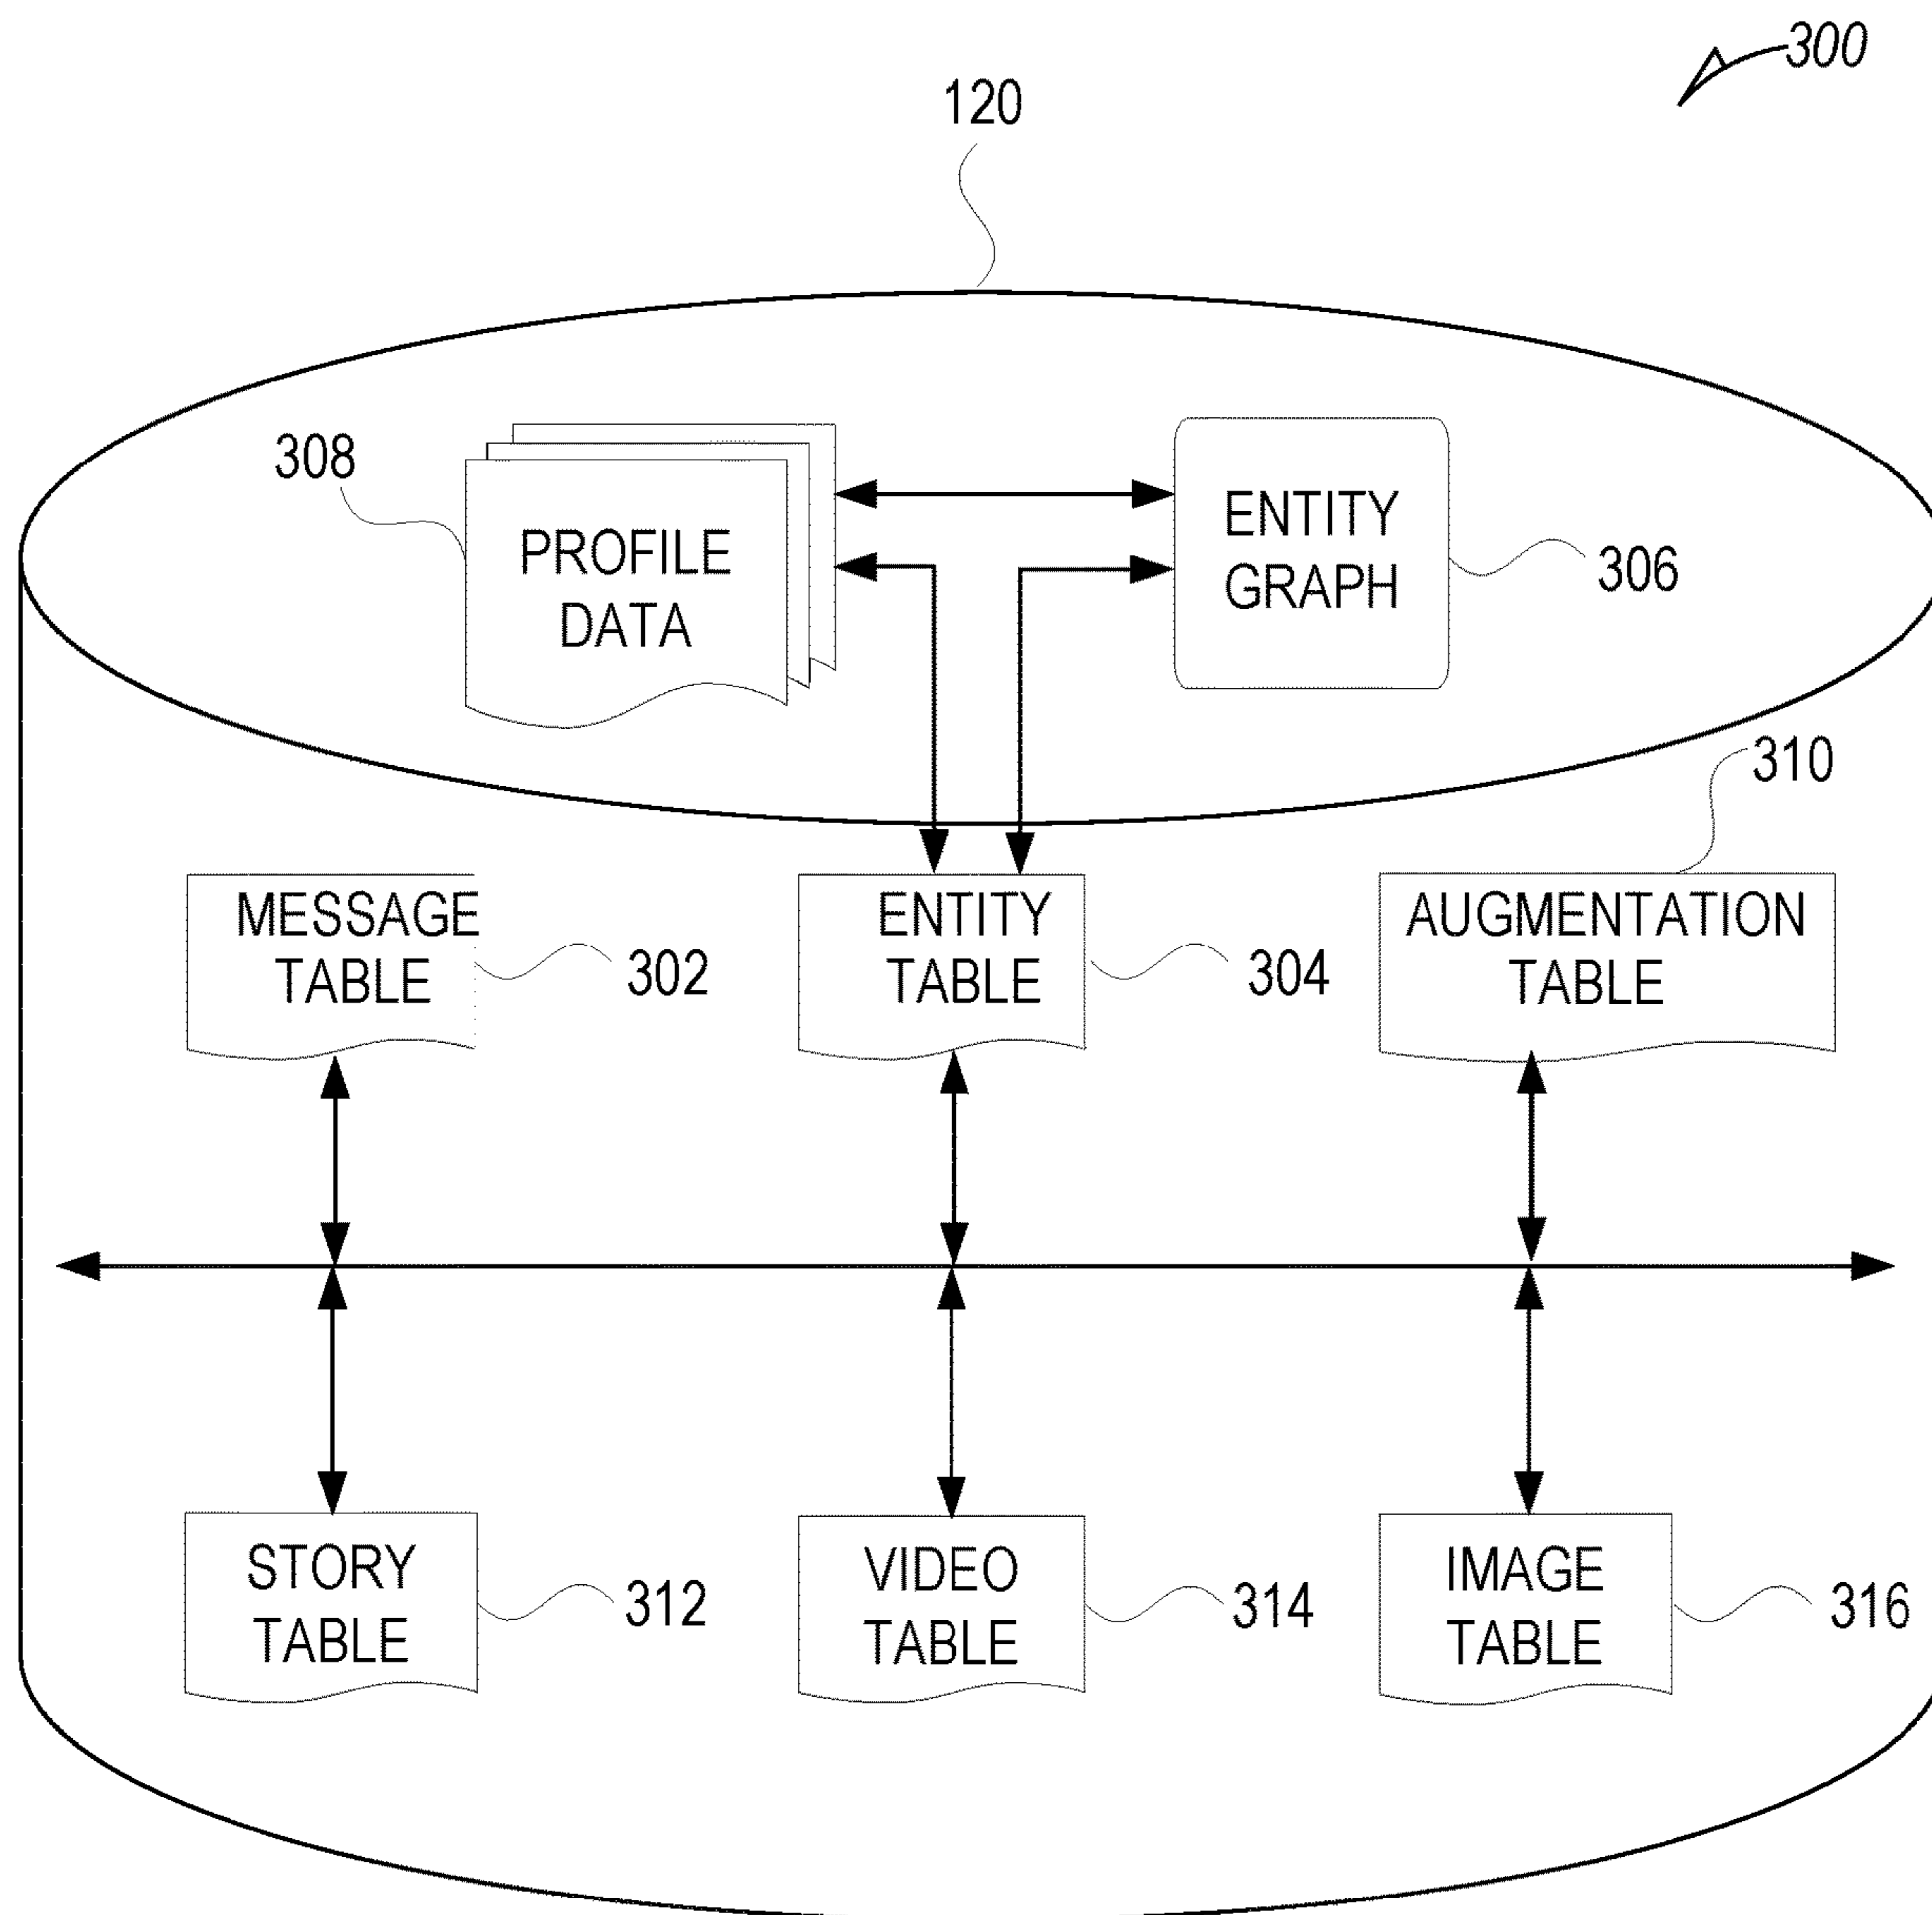 300
120
308
PROFILE
DATA
ENTITY
GRAPH
306
310
MESSAGE
TABLE
302
ENTITY
TABLE
304
AUGMENTATION
TABLE
STORY
TABLE
312
VIDEO
TABLE
314
IMAGE
TABLE
316